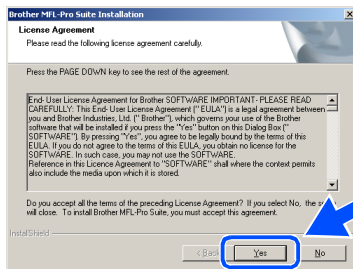 Brother MFL-Pro Suite Installation
License Agreement
Please read the following license agreement carefully.
Press the PAGE DOWN key to see the rest of the agreement.
End- User License Agreement for Brother SOFTWARE IMPORTANT- PLEASE READ
CAREFULLY: This End- User License Agreement (" EULA") is a legal agreement between
you and Brother Industries, Ltd. (" Brother"), which governs your use of the Brother
software that will be installed if you press the "Yes" button on this Dialog Box ("
SOFTWARE"). By pressing "Yes", you agree to be legally bound by the terms of this
EULA. If you do not agree to the terms of this EULA, you obtain no license for the
SOFTWARE. In such case, you may not use the SOFTWARE.
Reference in this Licence Agreement to "SOFTWARE" shall where the context permits
also include the media upon which it is stored.
Do you accept all the terms of the preceding License Agreement? If you select No, the
will close. To install Brother MFL-Pro Suite, you must accept this agreement.
InstallShield
< Back
Yes
No